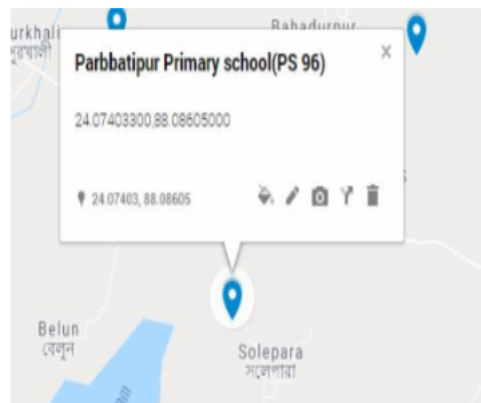 urkhali
Bahadurpur
Parbbatipur Primary school(PS 96)
24.07403300,88.08605000
24.07403, 88.08605
Belun
বেলুন
Solepara
সলেপারা